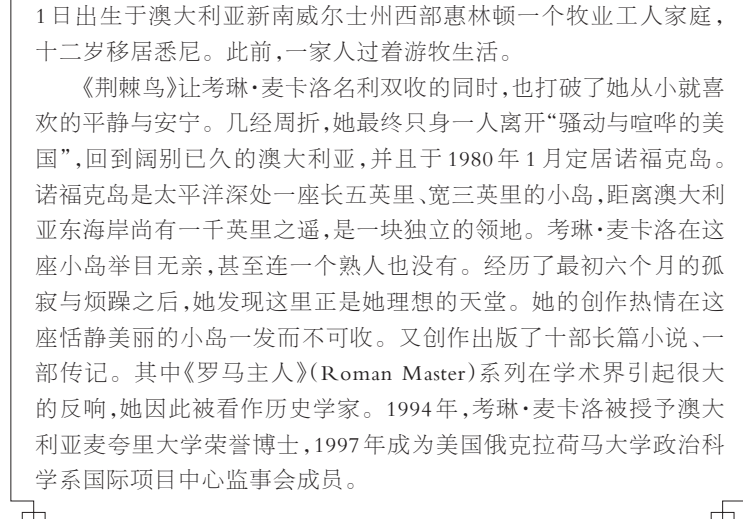 1日出生于澳大利亚新南威尔士州西部惠林顿一个牧业工人家庭,
十二岁移居悉尼。此前,一家人过着游牧生活。
《荆棘鸟》让考琳·麦卡洛名利双收的同时,也打破了她从小就喜
欢的平静与安宁。几经周折,她最终只身一人离开“骚动与喧哗的美
国”,回到阔别已久的澳大利亚,并且于1980年1月定居诺福克岛。
诺福克岛是太平洋深处一座长五英里、宽三英里的小岛,距离澳大利
亚东海岸尚有一千英里之遥,是一块独立的领地。考琳·麦卡洛在这
座小岛举目无亲,甚至连一个熟人也没有。经历了最初六个月的孤
寂与烦躁之后,她发现这里正是她理想的天堂。她的创作热情在这
座恬静美丽的小岛一发而不可收。又创作出版了十部长篇小说、一
部传记。其中《罗马主人》(Roman Master)系列在学术界引起很大
的反响,她因此被看作历史学家。1994年,考琳·麦卡洛被授予澳大
利亚麦夸里大学荣誉博士,1997年成为美国俄克拉荷马大学政治科
学系国际项目中心监事会成员。